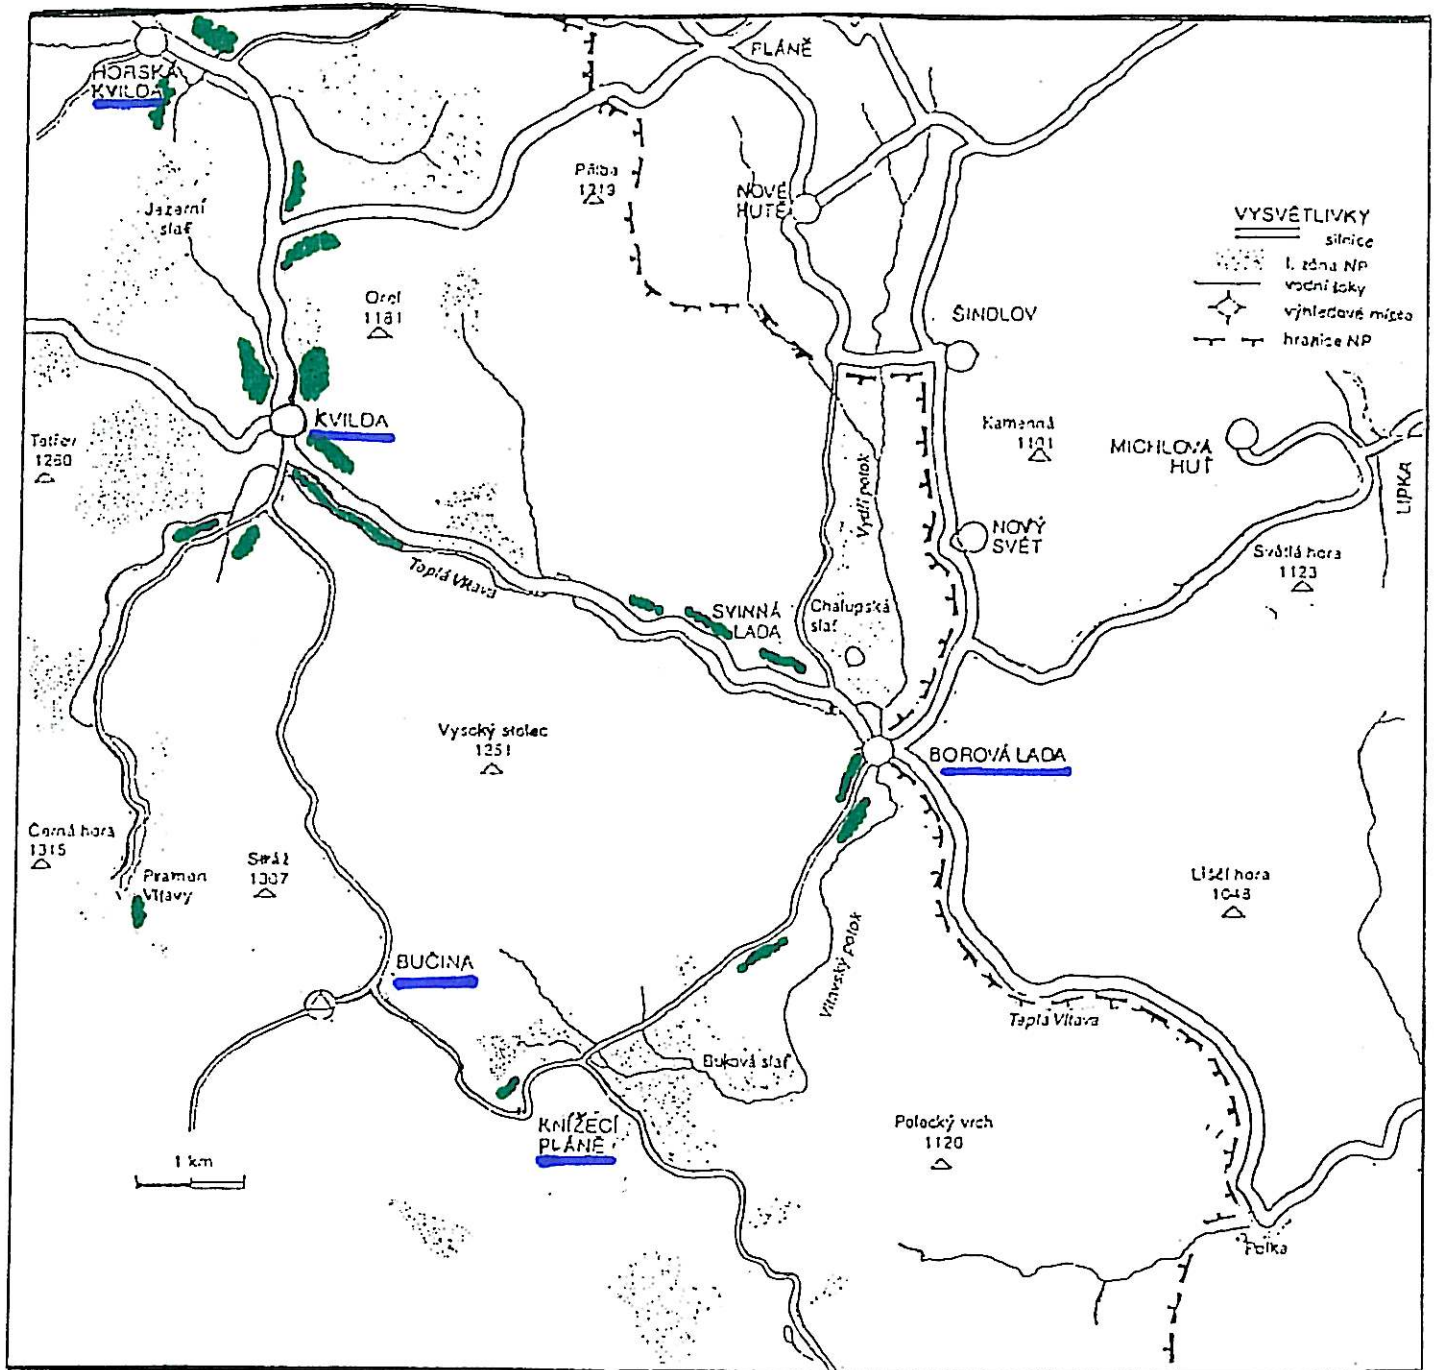 HORSKÁ
KVILDA
PLÁNĚ
Přiba
1219
NOVÉ
HUTĚ
Jezerní
slať
VYSVĚTLIVKY
silnice
I. zóna NP
vodní toky
výhledové místo
hranice NP
Orel
1181
ŠINDLOV
KVILDA
Tetřev
1260
Kamenná
1101
MICHLOVA
HUŤ
LIPKA
Vydří potok
NOVÝ
SVĚT
Světlá hora
1123
Teplá Vltava
SVINNÁ
LADA
Chalupská
slať
Vysoký stolec
1251
BOROVÁ LADA
Černá hora
1315
Stráž
1307
Pramen
Vltavy
Liščí hora
1048
Vltavský potok
BUČINA
Teplá Vltava
Buková slať
KNÍŽECÍ
PLÁNĚ
Polecký vrch
1120
1 km
Polka